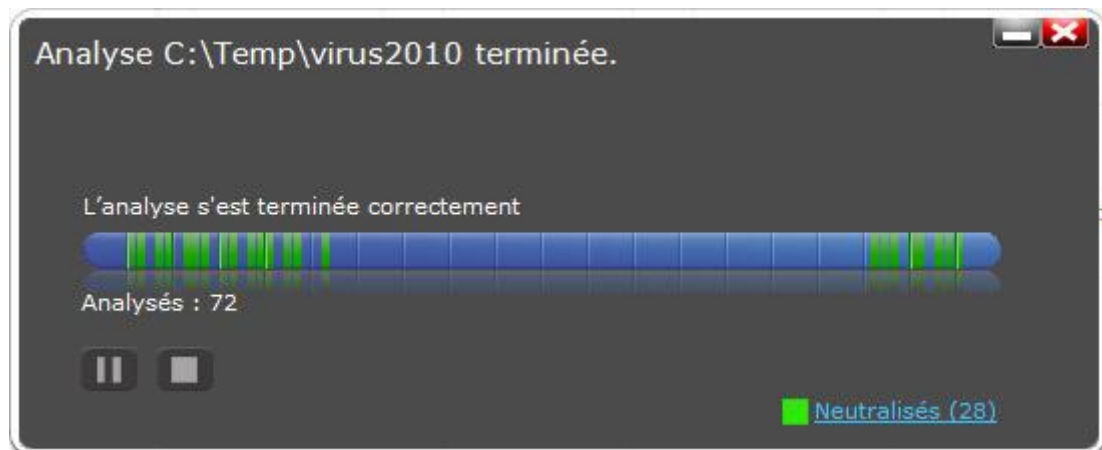 Analyse C:\Temp\virus2010 terminée.
L’analyse s'est terminée correctement
Analysés : 72
Neutralisés (28)